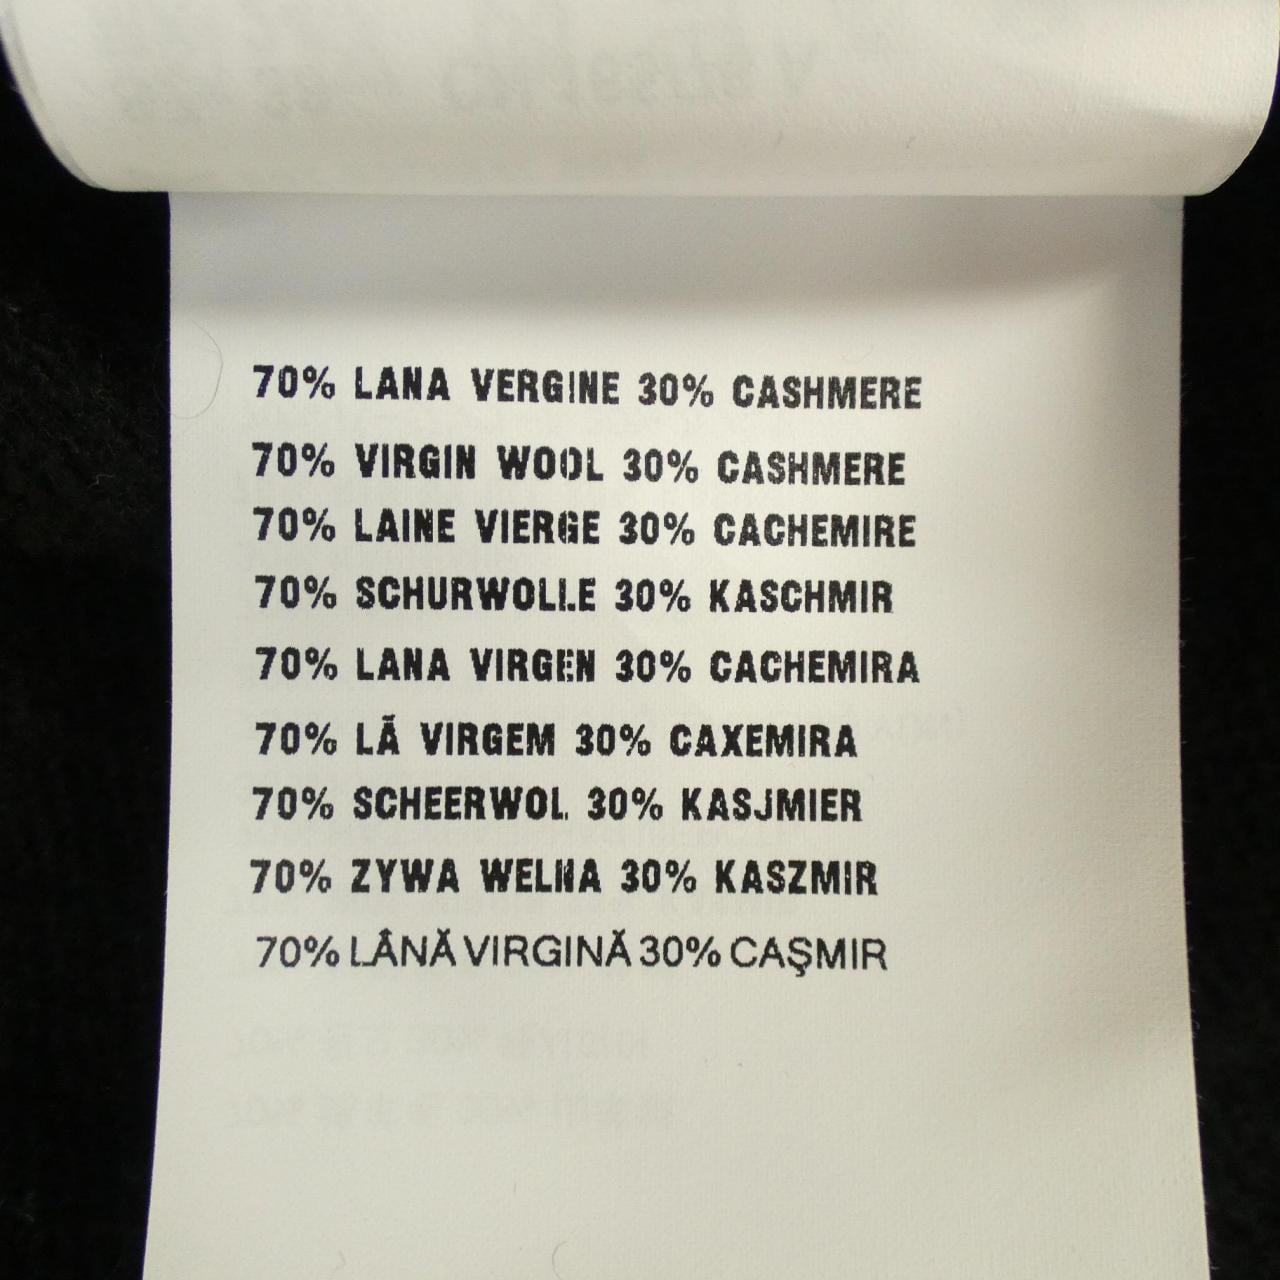 70% LANA VERGINE 30% CASHMERE
70% VIRGIN WOOL 30% CASHMERE
70% LAINE VIERGE 30% CACHEMIRE
70% SCHURWOLLE 30% KASCHMIR
70% LANA VIRGEN 30% CACHEMIRA
70% LÃ VIRGEM 30% CAXEMIRA
70% SCHEERWOL 30% KASJMIER
70% ZYWA WELNA 30% KASZMIR
70% LÂNĂ VIRGINĂ 30% CAŞMIR